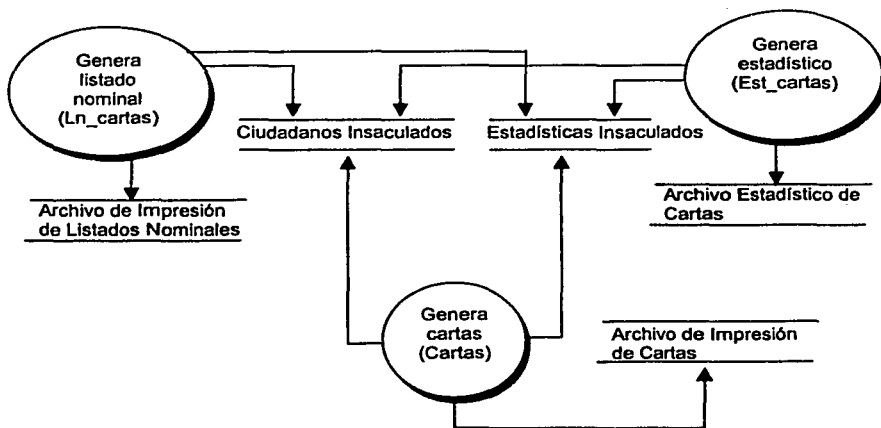 Genera
listado
nominal
(Ln_cartas)
Genera
estadístico
(Est_cartas)
Ciudadanos Insaculados
Estadísticas Insaculados
Archivo de Impresión
de Listados Nominales
Archivo Estadístico de
Cartas
Genera
cartas
(Cartas)
Archivo de Impresión
de Cartas